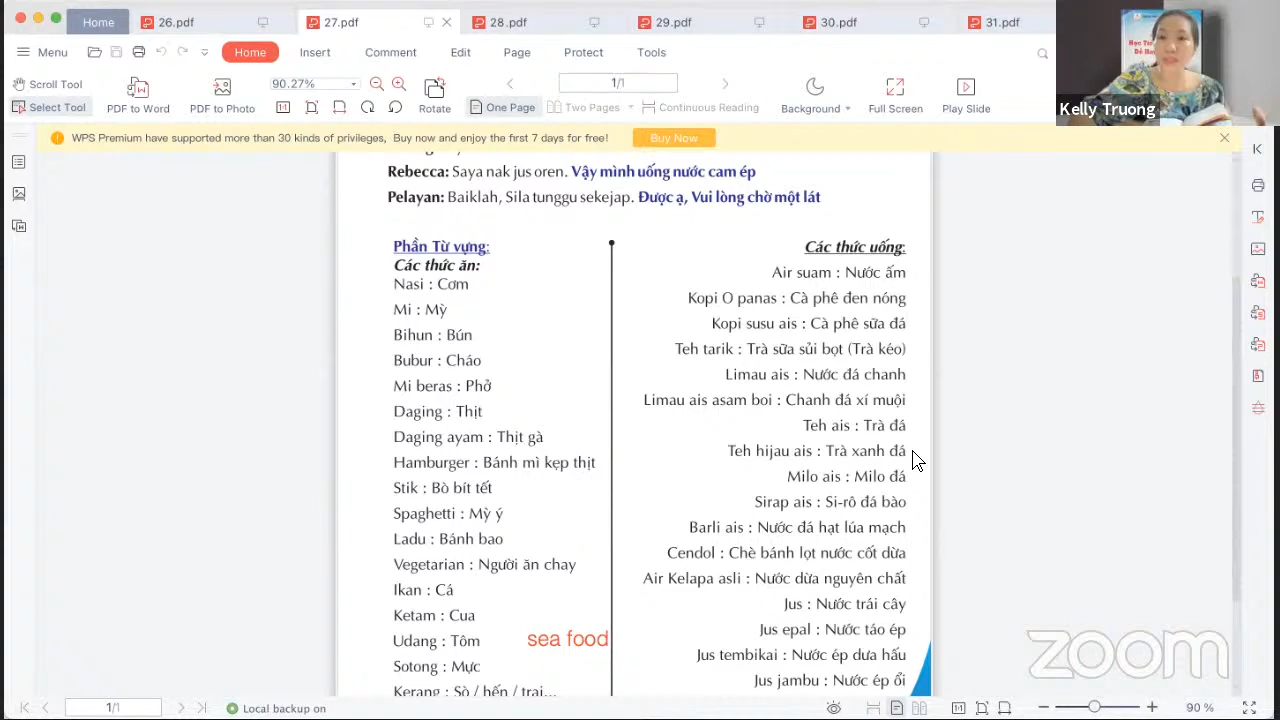 Home
26.pdf
27.pdf
28.pdf
29.pdf
30.pdf
31.pdf
Menu
Home
Insert
Comment
Edit
Page
Protect
Tools
Scroll Tool
Select Tool
PDF to Word
PDF to Photo
90.27%
Rotate
1/1
One Page
Two Pages
Continuous Reading
Background
Full Screen
Play Slide
Kelly Truong
WPS Premium have supported more than 30 kinds of privileges, Buy now and enjoy the first 7 days for free!
Buy Now
Rebecca: Saya nak jus oren. Vậy mình uống nước cam ép
Pelayan: Baiklah, Sila tunggu sekejap. Được ạ, Vui lòng chờ một lát
Phần Từ vựng:
Các thức ăn:
Nasi : Cơm
Mi : Mỳ
Bihun : Bún
Bubur : Cháo
Mi beras : Phở
Daging : Thịt
Daging ayam : Thịt gà
Hamburger : Bánh mì kẹp thịt
Stik : Bò bít tết
Spaghetti : Mỳ ý
Ladu : Bánh bao
Vegetarian : Người ăn chay
Ikan : Cá
Ketam : Cua
Udang : Tôm
sea food
Sotong : Mực
Kerang : Sò / hến / trai...
Các thức uống:
Air suam : Nước ấm
Kopi O panas : Cà phê đen nóng
Kopi susu ais : Cà phê sữa đá
Teh tarik : Trà sữa sủi bọt (Trà kéo)
Limau ais : Nước đá chanh
Limau ais asam boi : Chanh đá xí muội
Teh ais : Trà đá
Teh hijau ais : Trà xanh đá
Milo ais : Milo đá
Sirap ais : Si-rô đá bào
Barli ais : Nước đá hạt lúa mạch
Cendol : Chè bánh lọt nước cốt dừa
Air Kelapa asli : Nước dừa nguyên chất
Jus : Nước trái cây
Jus epal : Nước táo ép
Jus tembikai : Nước ép dưa hấu
Jus jambu : Nước ép ổi
zoom
1/1
Local backup on
90 %